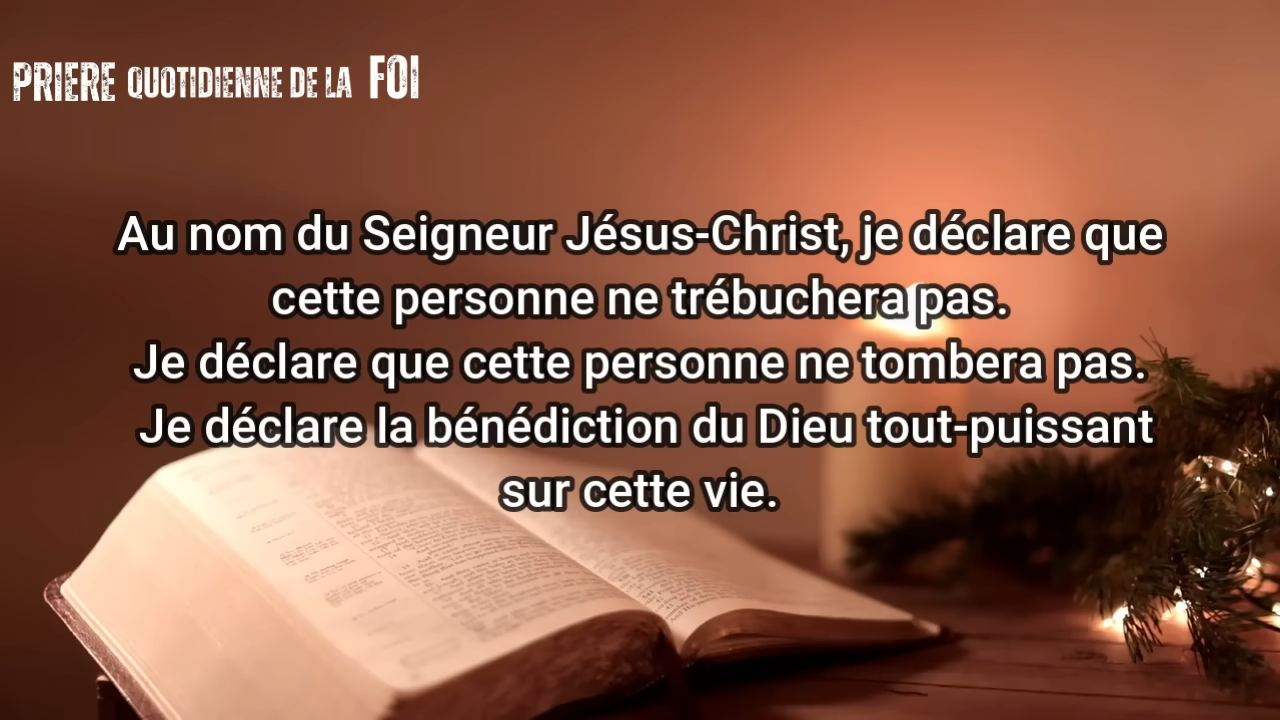 PRIERE QUOTIDIENNE DE LA FOI
Au nom du Seigneur Jésus-Christ, je déclare que
cette personne ne trébuchera pas.
Je déclare que cette personne ne tombera pas.
Je déclare la bénédiction du Dieu tout-puissant
sur cette vie.